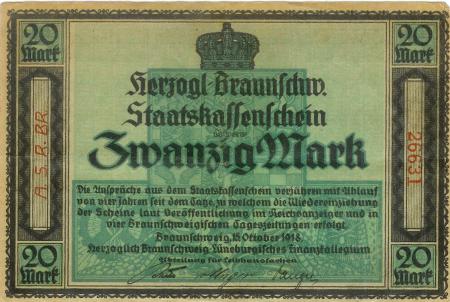 20 Mark
20 Mark
Herzogl. Braunschw.
Staatskassenschein
Zwanzig Mark
A.S.R.BR
26631
Die Ansprüche aus dem Staatskassenschein verjähren mit Ablauf
von vier Jahren seit dem Tage, zu welchem die Wiedereinziehung
der Scheine laut Veröffentlichung im Reichsanzeiger und in
vier Braunschweigischen Tageszeitungen erfolgt.
Braunschweig, 15. Oktober 1918.
Herzoglich Braunschweig. Lüneburgisches Finanzkollegium
Abteilung für Leihhaussachen.
20 Mark
20 Mark